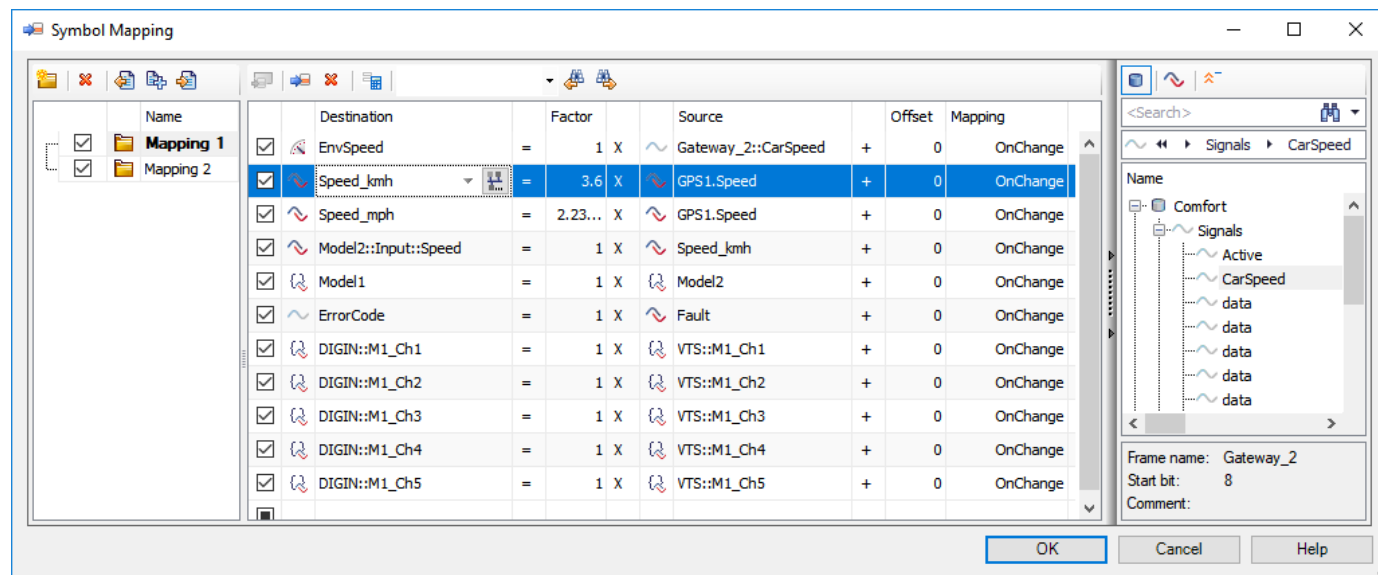 Symbol Mapping
Name
Mapping 1
Mapping 2
Destination Factor Source Offset Mapping
EnvSpeed = 1 X Gateway_2::CarSpeed + 0 OnChange
Speed_kmh = 3.6 X GPS1.Speed + 0 OnChange
Speed_mph = 2.23... X GPS1.Speed + 0 OnChange
Model2::Input::Speed = 1 X Speed_kmh + 0 OnChange
Model1 = 1 X Model2 + 0 OnChange
ErrorCode = 1 X Fault + 0 OnChange
DIGIN::M1_Ch1 = 1 X VTS::M1_Ch1 + 0 OnChange
DIGIN::M1_Ch2 = 1 X VTS::M1_Ch2 + 0 OnChange
DIGIN::M1_Ch3 = 1 X VTS::M1_Ch3 + 0 OnChange
DIGIN::M1_Ch4 = 1 X VTS::M1_Ch4 + 0 OnChange
DIGIN::M1_Ch5 = 1 X VTS::M1_Ch5 + 0 OnChange
<Search>
Signals CarSpeed
Name
Comfort
Signals
Active
CarSpeed
data
data
data
data
data
Frame name: Gateway_2
Start bit: 8
Comment:
OK Cancel Help